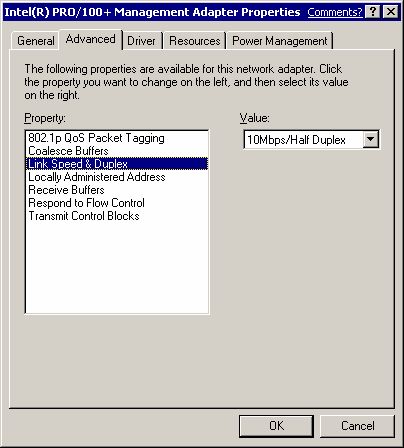 Intel(R) PRO/100+ Management Adapter Properties Comments? ? X
General Advanced Driver Resources Power Management
The following properties are available for this network adapter. Click
the property you want to change on the left, and then select its value
on the right.
Property: Value:
802.1p QoS Packet Tagging 10Mbps/Half Duplex
Coalesce Buffers
Link Speed & Duplex
Locally Administered Address
Receive Buffers
Respond to Flow Control
Transmit Control Blocks
OK Cancel